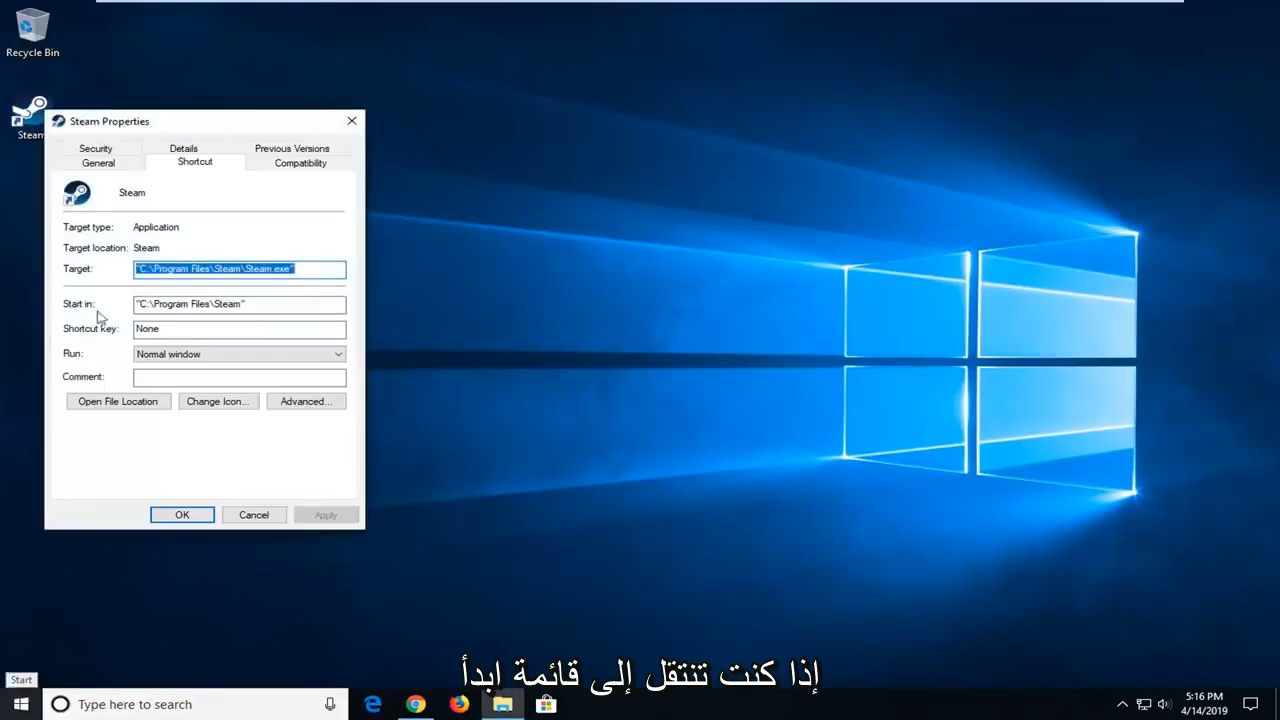 Recycle Bin
Steam
Steam Properties
Security
Details
Previous Versions
General
Shortcut
Compatibility
Steam
Target type: Application
Target location: Steam
Target: "C:\Program Files\Steam\Steam.exe"
Start in: "C:\Program Files\Steam"
Shortcut key: None
Run: Normal window
Comment:
Open File Location
Change Icon...
Advanced...
OK
Cancel
Apply
إذا كنت تنتقل إلى قائمة ابدأ
Start
Type here to search
5:16 PM
4/14/2019